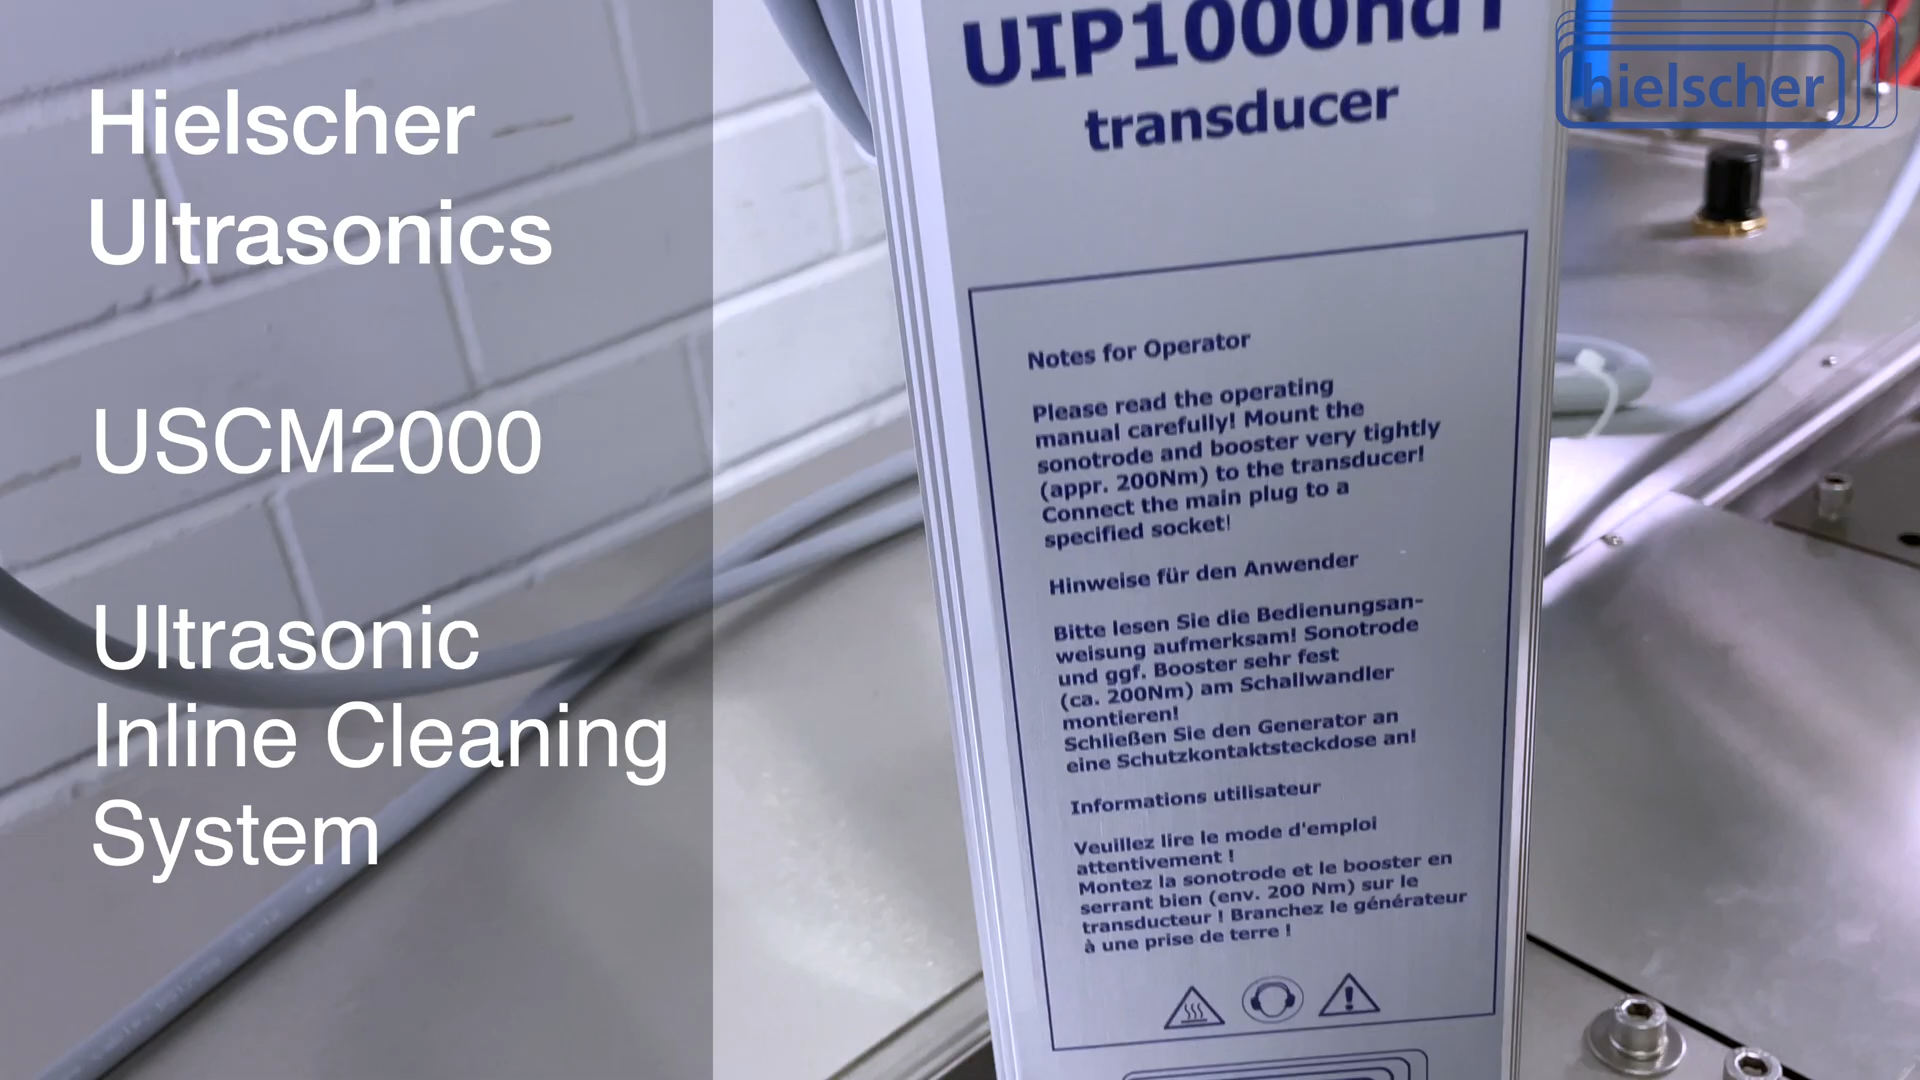 Hielscher
Ultrasonics
USCM2000
Ultrasonic
Inline Cleaning
System
UIP1000hdT
transducer
hielscher
Notes for Operator
Please read the operating
manual carefully! Mount the
sonotrode and booster very tightly
(appr. 200Nm) to the transducer!
Connect the main plug to a
specified socket!
Hinweise für den Anwender
Bitte lesen Sie die Bedienungsan-
weisung aufmerksam! Sonotrode
und ggf. Booster sehr fest
(ca. 200Nm) am Schallwandler
montieren!
Schließen Sie den Generator an
eine Schutzkontaktsteckdose an!
Informations utilisateur
Veuillez lire le mode d'emploi
attentivement !
Montez la sonotrode et le booster en
serrant bien (env. 200 Nm) sur le
transducteur ! Branchez le générateur
à une prise de terre !